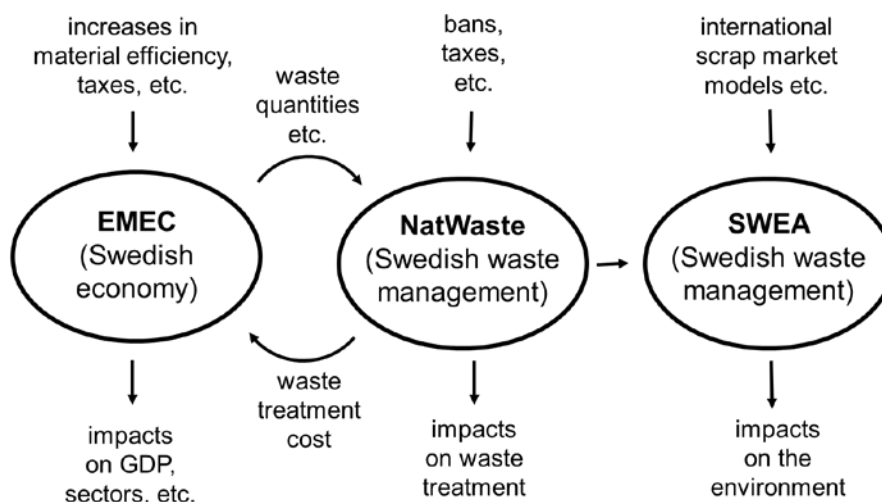 increases in
material efficiency,
taxes, etc.
waste
quantities
etc.
bans,
taxes,
etc.
international
scrap market
models etc.
EMEC
(Swedish
economy)
NatWaste
(Swedish waste
management)
SWEA
(Swedish waste
management)
waste
treatment
cost
impacts
on GDP,
sectors, etc.
impacts
on waste
treatment
impacts
on the
environment